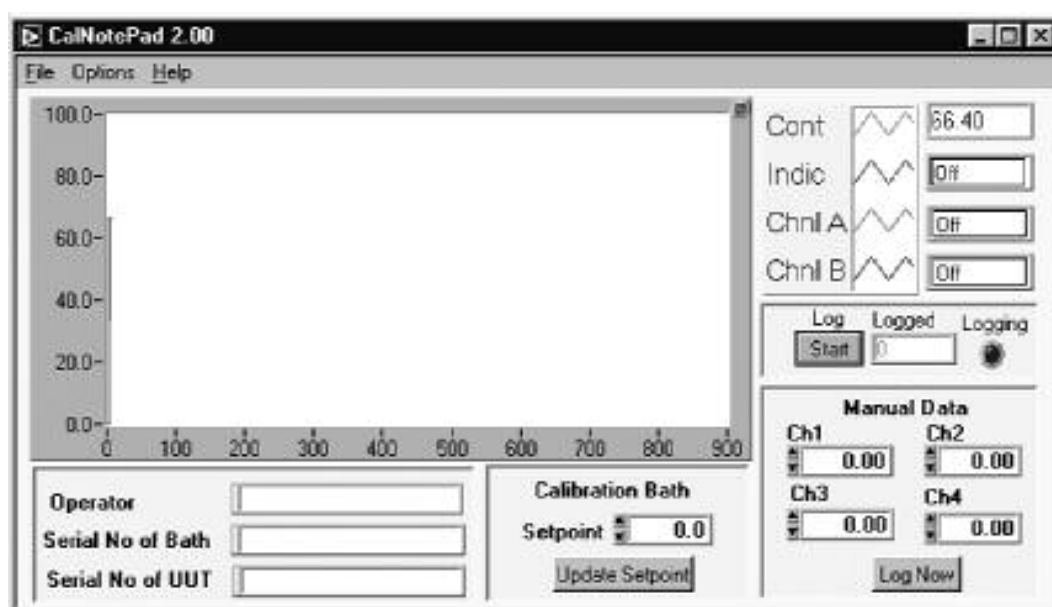 CalNotePad 2.00
File Options Help
100.0
80.0
60.0
40.0
20.0
0.0
0 100 200 300 400 500 600 700 800 900
Cont 66.40
Indic Off
Chnl A Off
Chnl B Off
Log Logged Logging
Start 0
Manual Data
Ch1 Ch2
0.00 0.00
Ch3 Ch4
0.00 0.00
Log Now
Operator
Serial No of Bath
Serial No of UUT
Calibration Bath
Setpoint 0.0
Update Setpoint